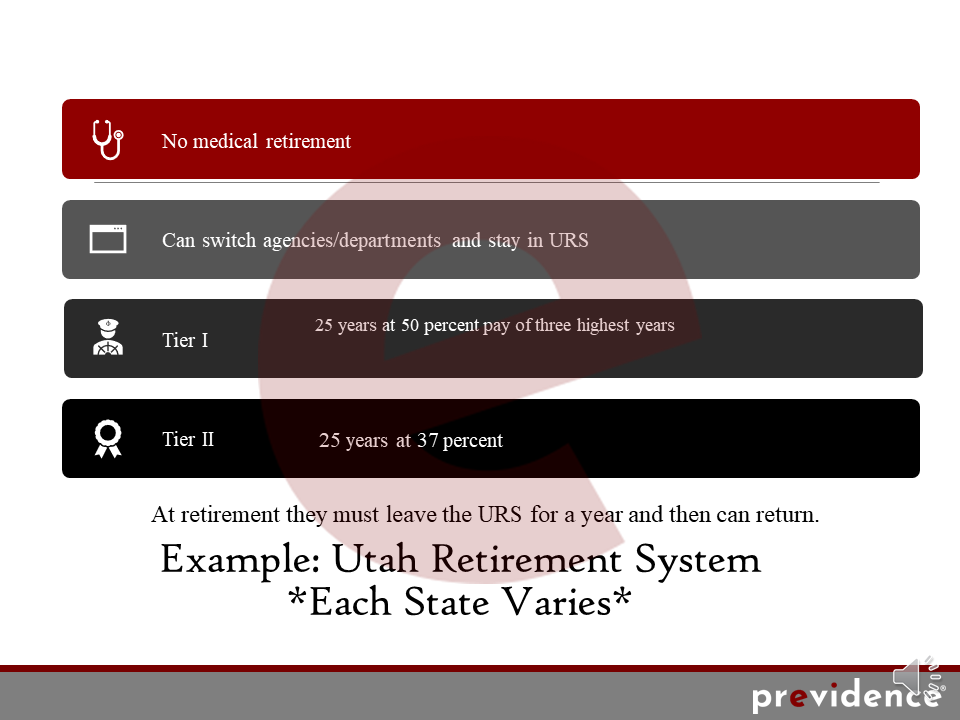 No medical retirement
Can switch agencies/departments and stay in URS
25 years at 50 percent pay of three highest years
Tier I
Tier II 25 years at 37 percent
At retirement they must leave the URS for a year and then can return.
Example: Utah Retirement System
*Each State Varies*
previdence®